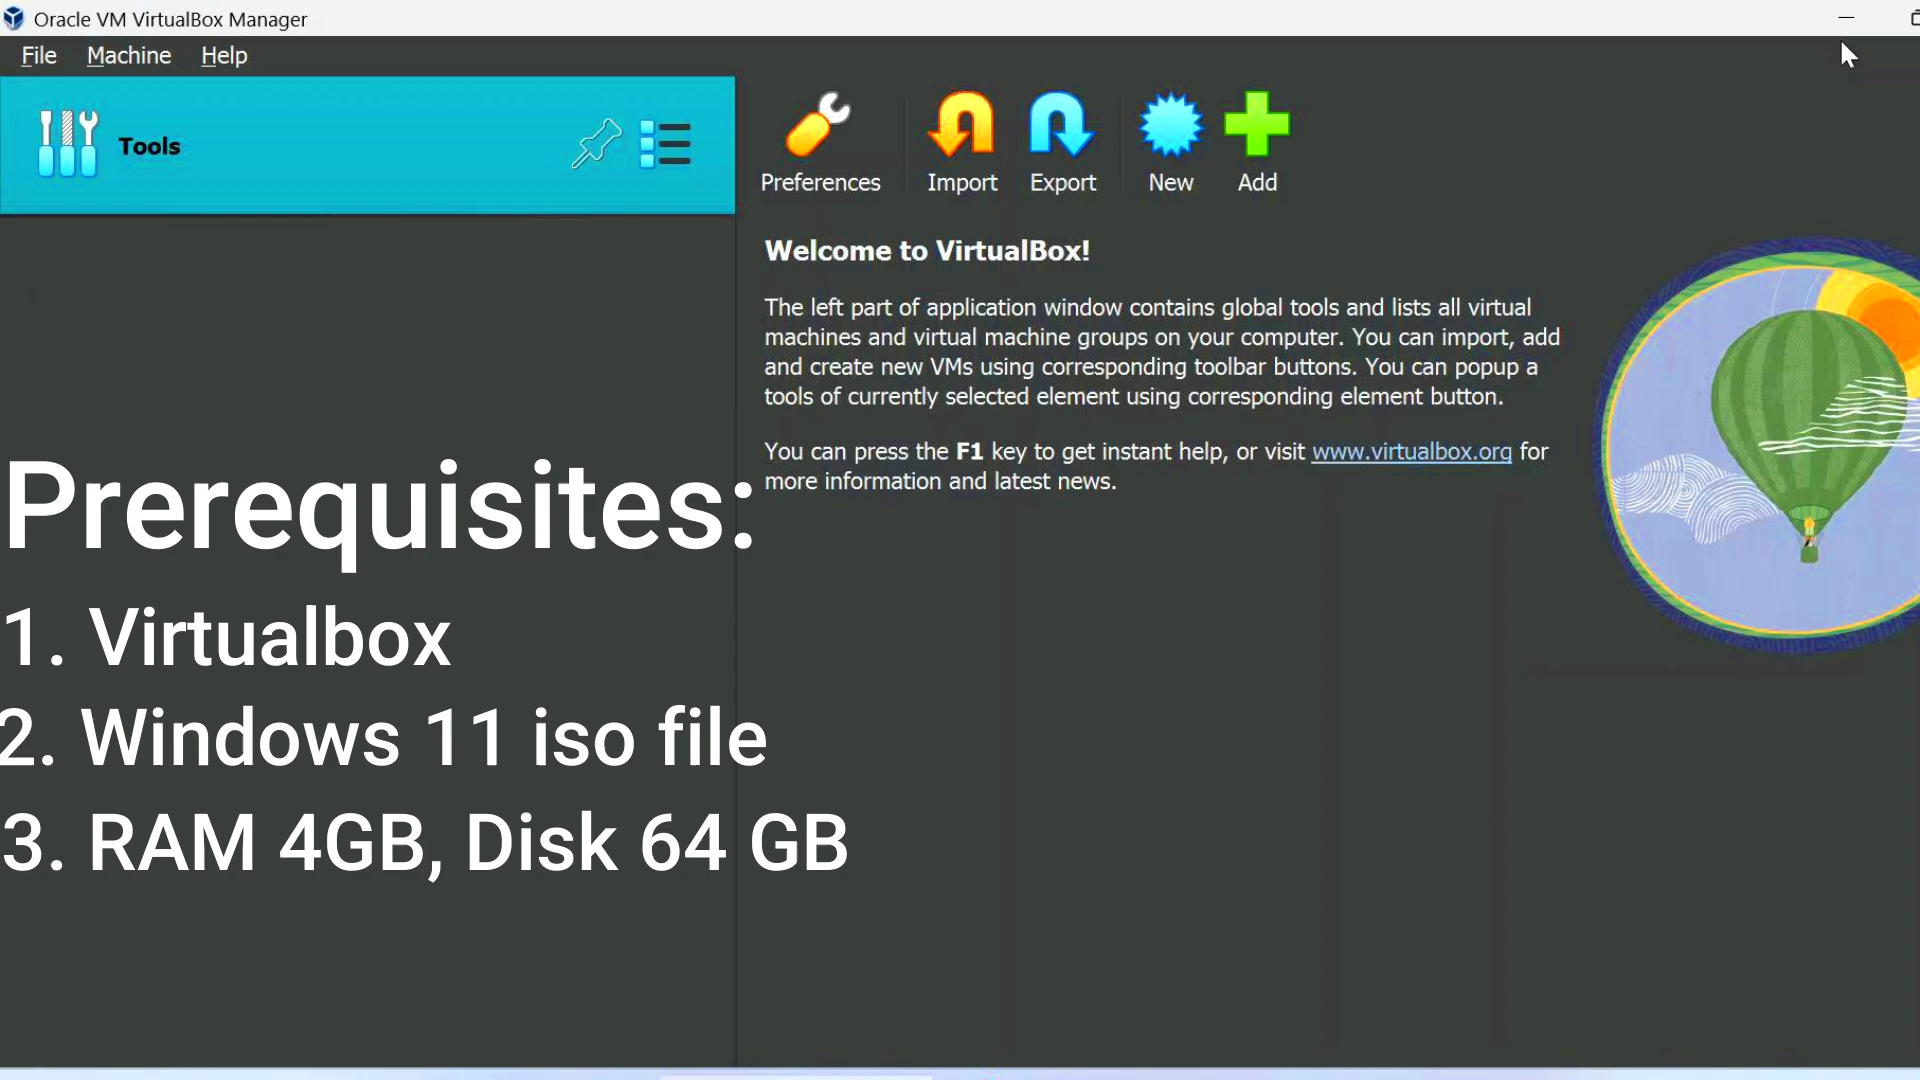 Oracle VM VirtualBox Manager
File Machine Help
Tools
Preferences Import Export New Add
Welcome to VirtualBox!
The left part of application window contains global tools and lists all virtual
machines and virtual machine groups on your computer. You can import, add
and create new VMs using corresponding toolbar buttons. You can popup a
tools of currently selected element using corresponding element button.
You can press the F1 key to get instant help, or visit www.virtualbox.org for
more information and latest news.
Prerequisites:
1. Virtualbox
2. Windows 11 iso file
3. RAM 4GB, Disk 64 GB